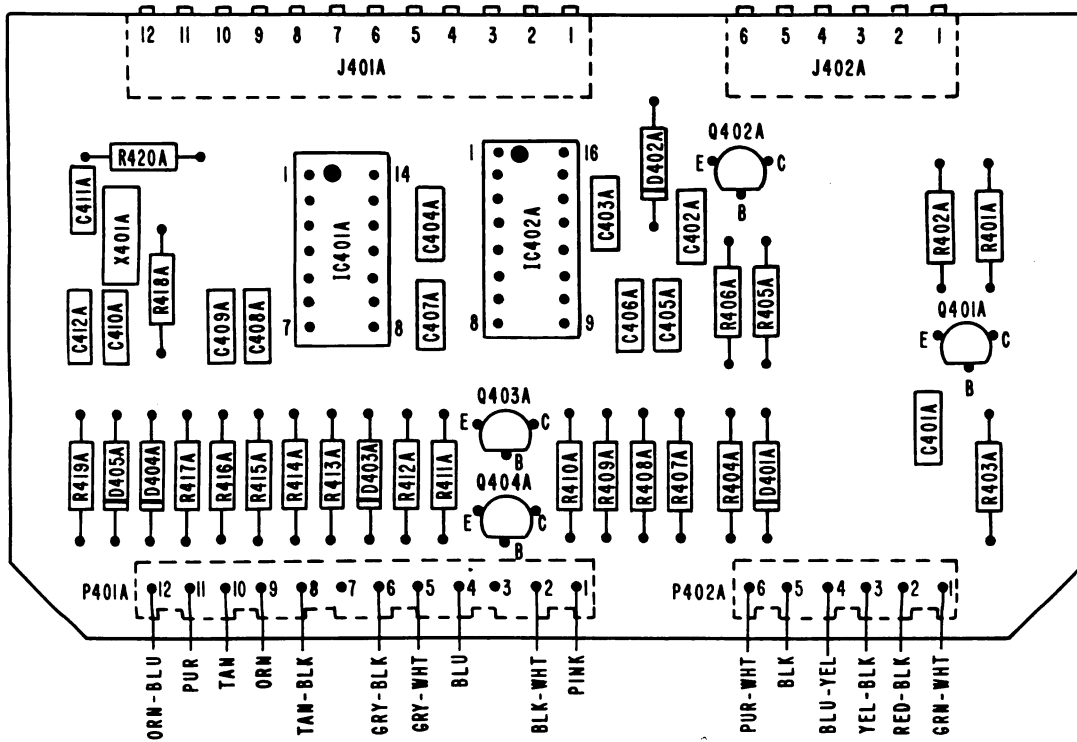 12 11 10 9 8 7 6 5 4 3 2 1
J401A
6 5 4 3 2 1
J402A
R420A
C411A
X401A
R418A
C412A
C410A
C409A
C408A
1 14
IC401A
7 8
C404A
C407A
1 16
IC402A
8 9
C403A
D402A
C402A
C406A
C405A
Q402A
E C
B
R406A
R405A
R402A
R401A
Q401A
E C
B
C401A
R403A
R419A
D405A
D404A
R417A
R416A
R415A
R414A
R413A
D403A
R412A
R411A
Q403A
E C
B
Q404A
E C
B
R410A
R409A
R408A
R407A
R404A
D401A
P401A 12 11 10 9 8 7 6 5 4 3 2 1
P402A 6 5 4 3 2 1
ORN-BLU
PUR
TAN
ORN
TAN-BLK
GRY-BLK
GRY-WHT
BLU
BLK-WHT
PINK
PUR-WHT
BLK
BLU-YEL
YEL-BLK
RED-BLK
GRN-WHT